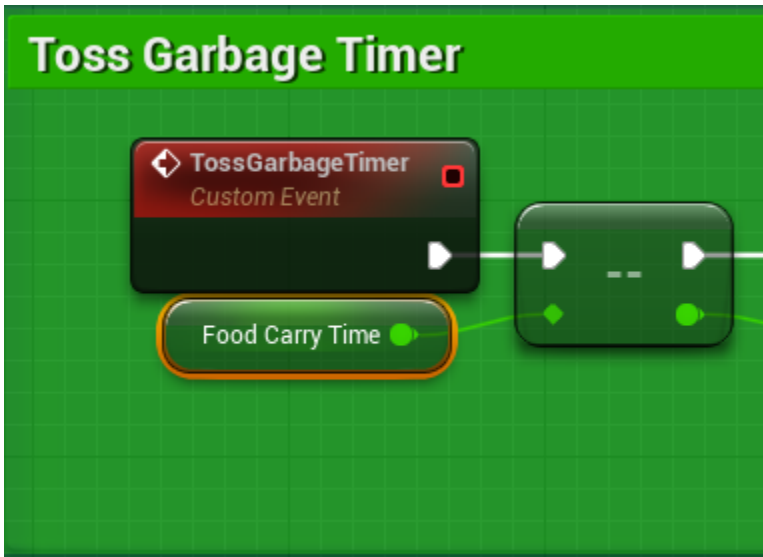 Toss Garbage Timer
TossGarbageTimer
Custom Event
--
Food Carry Time